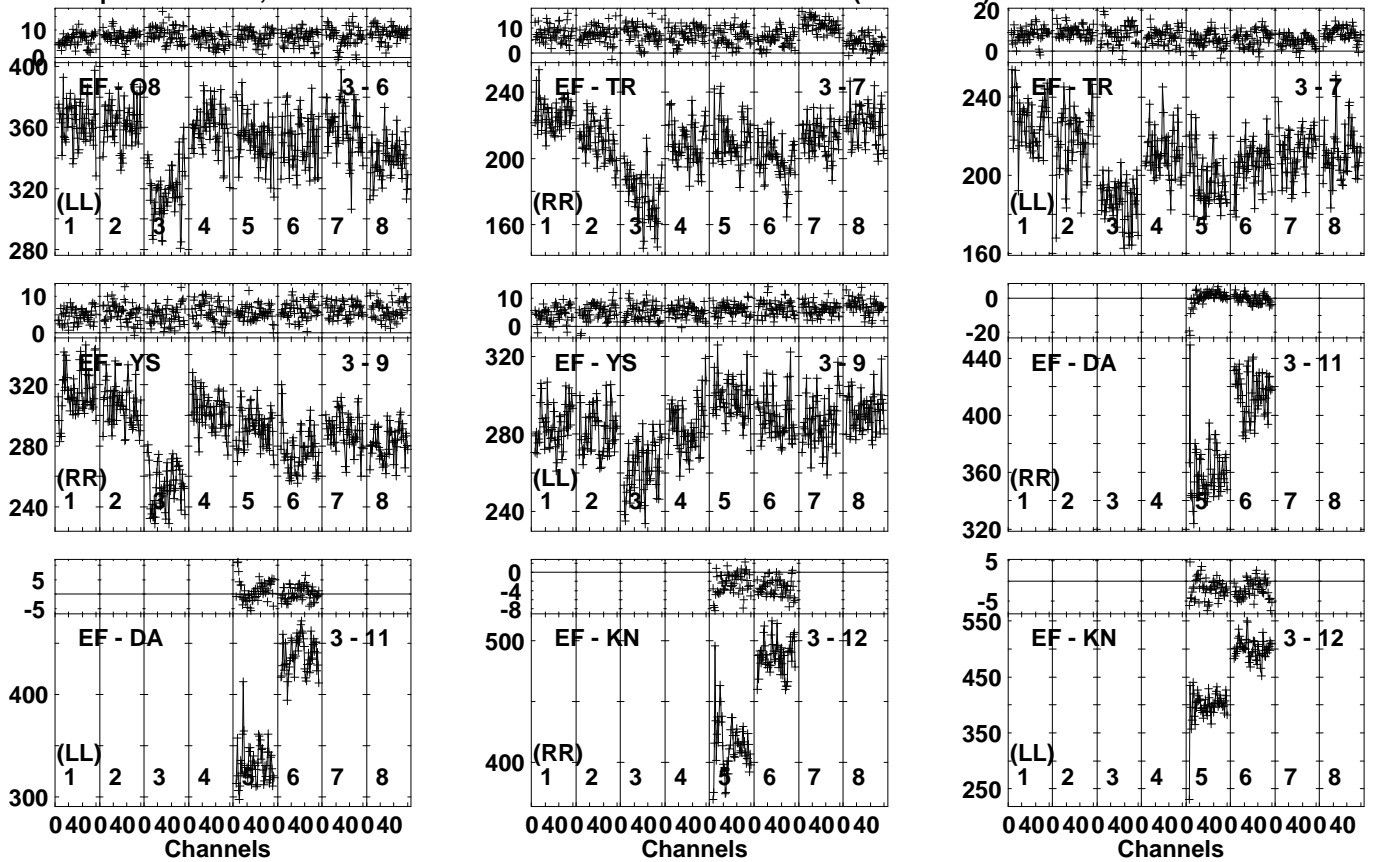 10
0
10
0
20
0
EF - O8 3 - 6
EF - TR 3 - 7
EF - TR 3 - 7
400
360
320
280
240
200
160
240
200
160
(LL)
1 2 3 4 5 6 7 8
(RR)
1 2 3 4 5 6 7 8
(LL)
1 2 3 4 5 6 7 8
10
0
10
0
0
-20
EF - YS 3 - 9
EF - YS 3 - 9
EF - DA 3 - 11
320
280
240
320
280
240
440
400
360
320
(RR)
1 2 3 4 5 6 7 8
(LL)
1 2 3 4 5 6 7 8
(RR)
1 2 3 4 5 6 7 8
5
-5
0
-4
-8
5
-5
EF - DA 3 - 11
EF - KN 3 - 12
EF - KN 3 - 12
400
300
500
400
550
450
350
250
(LL)
1 2 3 4 5 6 7 8
(RR)
1 2 3 4 5 6 7 8
(LL)
1 2 3 4 5 6 7 8
0 40 0 40 0 40 0 40 0 40 0 40 0 40 0 40
0 40 0 40 0 40 0 40 0 40 0 40 0 40 0 40
0 40 0 40 0 40 0 40 0 40 0 40 0 40 0 40
Channels
Channels
Channels